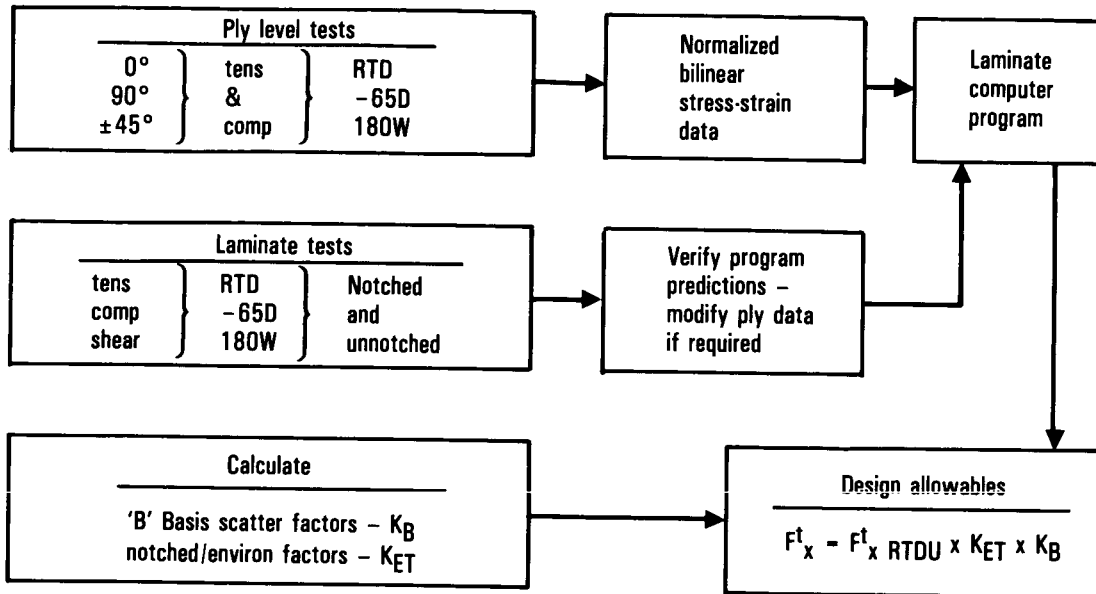 Ply level tests
0° tens RTD
90° & -65D
±45° comp 180W
Normalized
bilinear
stress-strain
data
Laminate
computer
program
Laminate tests
tens RTD Notched
comp -65D and
shear 180W unnotched
Verify program
predictions –
modify ply data
if required
Calculate
'B' Basis scatter factors – K_B
notched/environ factors – K_ET
Design allowables
F^t_x – F^t_x RTDU x K_ET x K_B